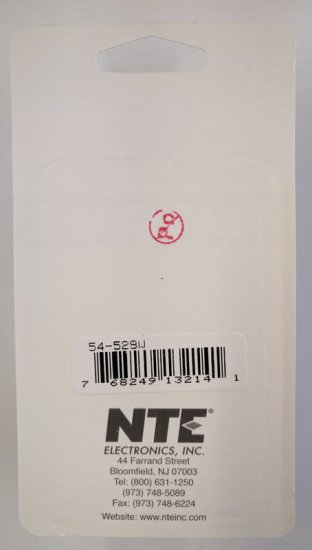 54-529W
7 68249 13214 1
NTE®
ELECTRONICS, INC.
44 Farrand Street
Bloomfield, NJ 07003
Tel: (800) 631-1250
(973) 748-5089
Fax: (973) 748-6224
Website: www.nteinc.com